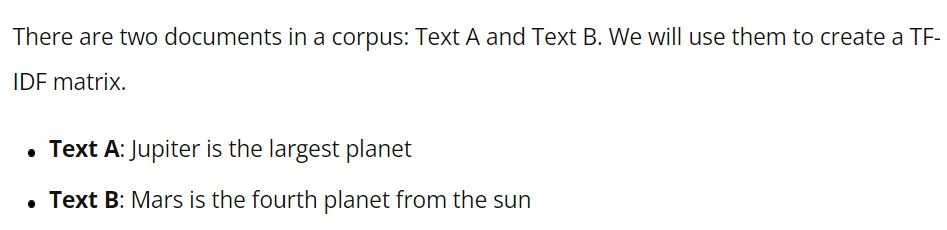 There are two documents in a corpus: Text A and Text B. We will use them to create a TF-
IDF matrix.
• Text A: Jupiter is the largest planet
• Text B: Mars is the fourth planet from the sun